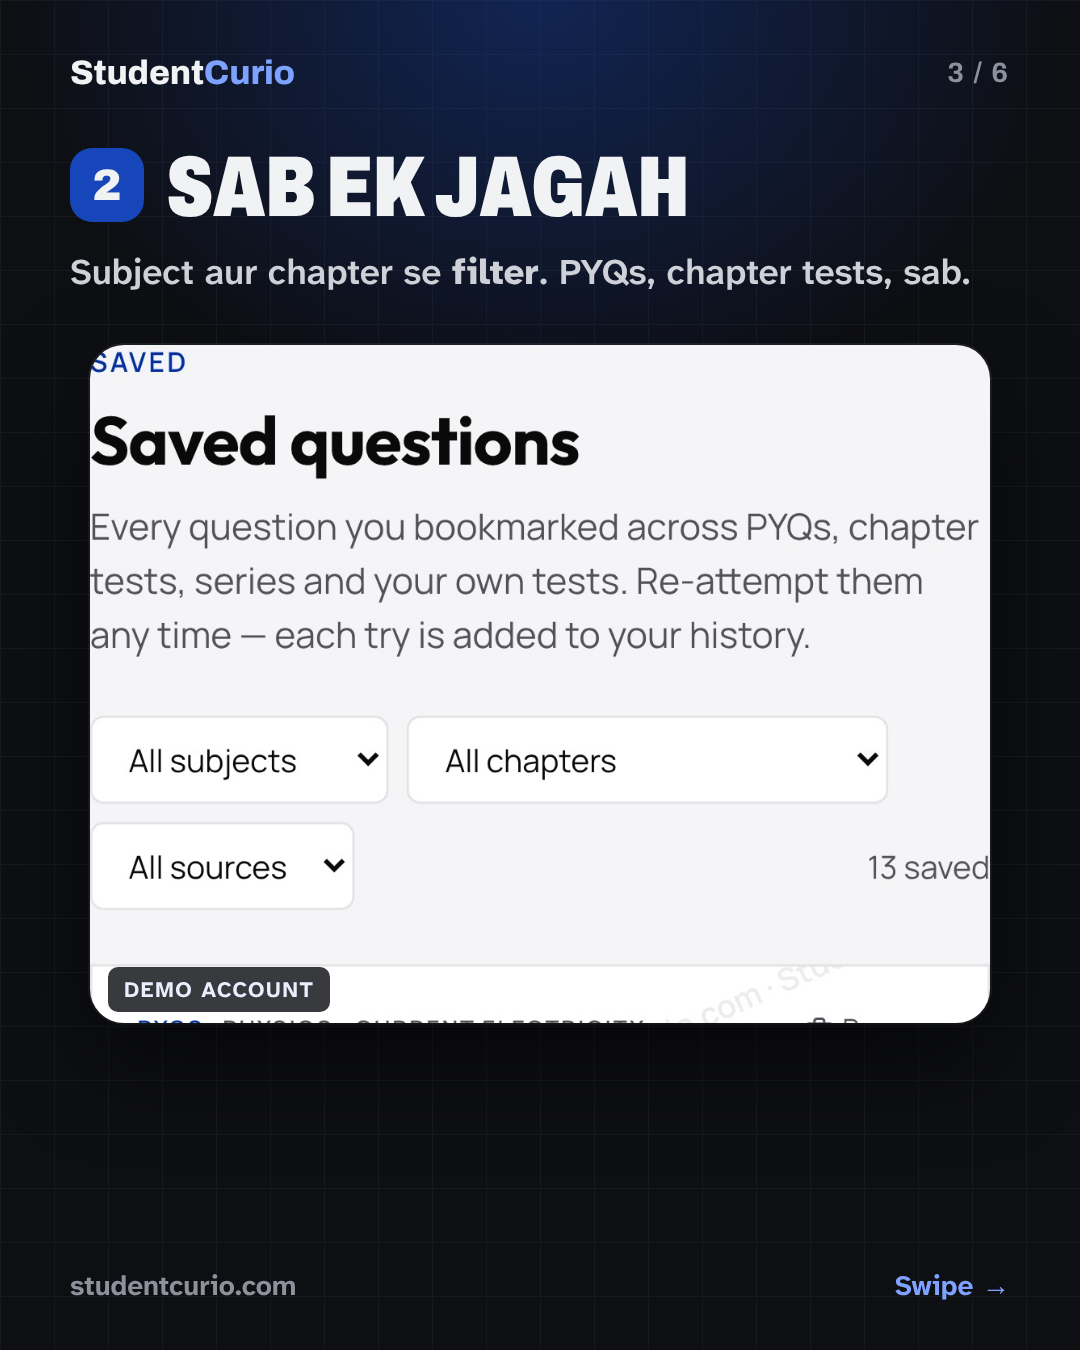 StudentCurio
3 / 6
2 SAB EK JAGAH
Subject aur chapter se filter. PYQs, chapter tests, sab.
SAVED
Saved questions
Every question you bookmarked across PYQs, chapter
tests, series and your own tests. Re-attempt them
any time — each try is added to your history.
All subjects
All chapters
All sources
13 saved
DEMO ACCOUNT
studentcurio.com
Swipe →